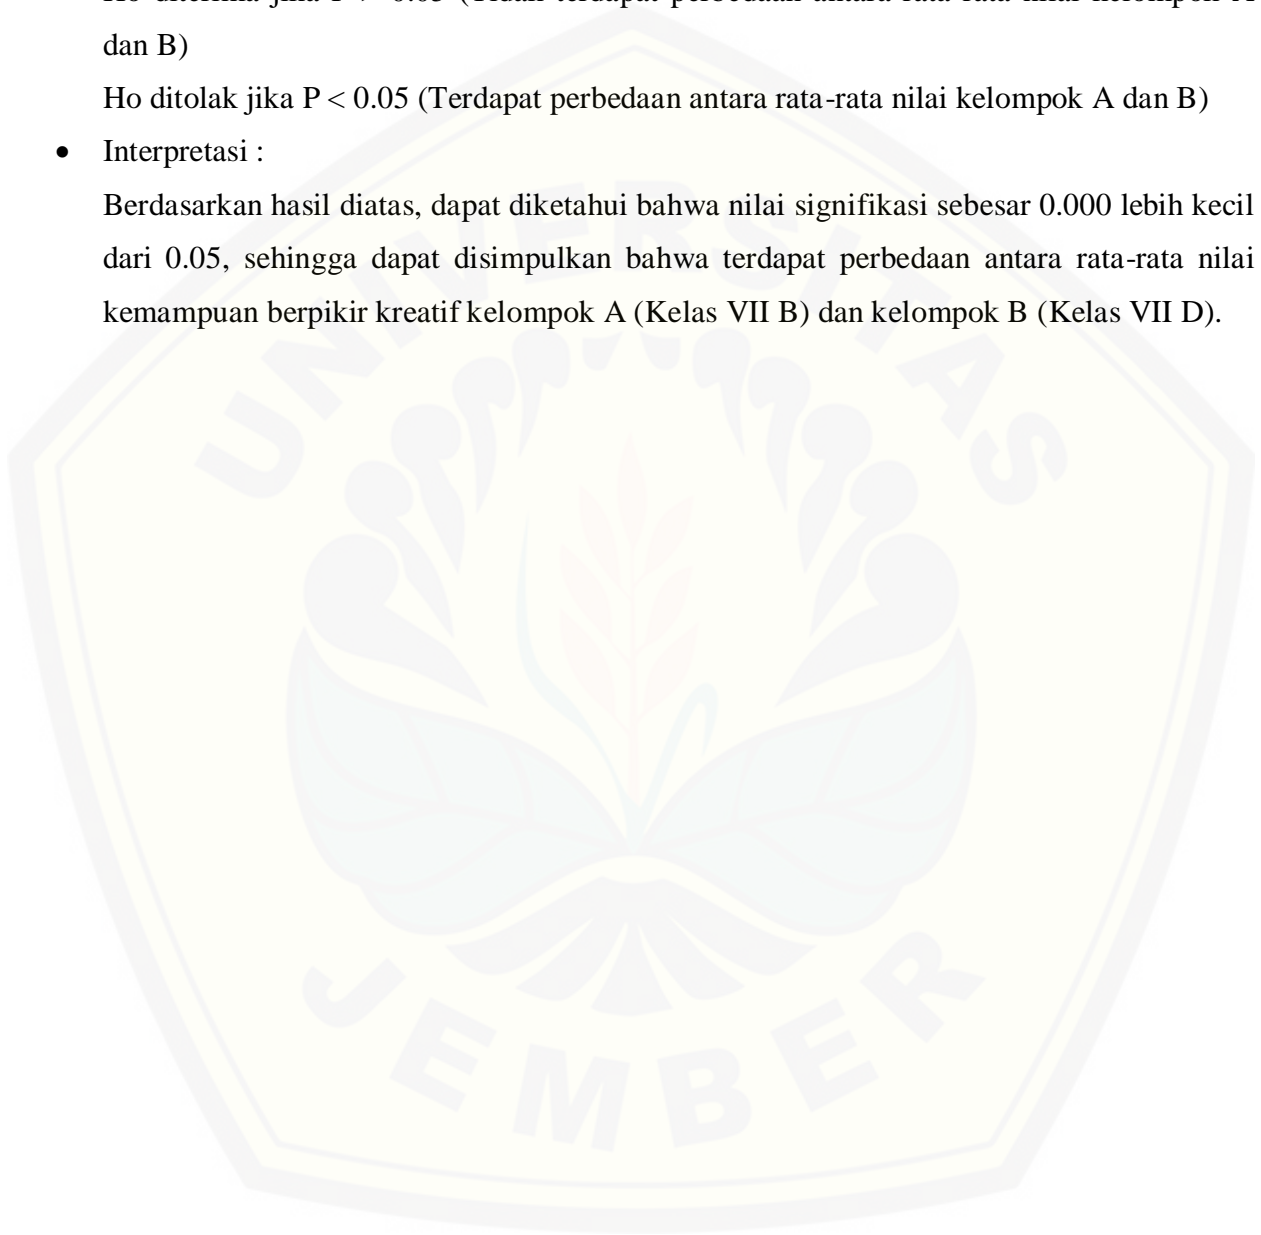 dan B)
Ho ditolak jika P < 0.05 (Terdapat perbedaan antara rata-rata nilai kelompok A dan B)
• Interpretasi :
Berdasarkan hasil diatas, dapat diketahui bahwa nilai signifikasi sebesar 0.000 lebih kecil
dari 0.05, sehingga dapat disimpulkan bahwa terdapat perbedaan antara rata-rata nilai
kemampuan berpikir kreatif kelompok A (Kelas VII B) dan kelompok B (Kelas VII D).
UNIVERSITAS
JEMBER